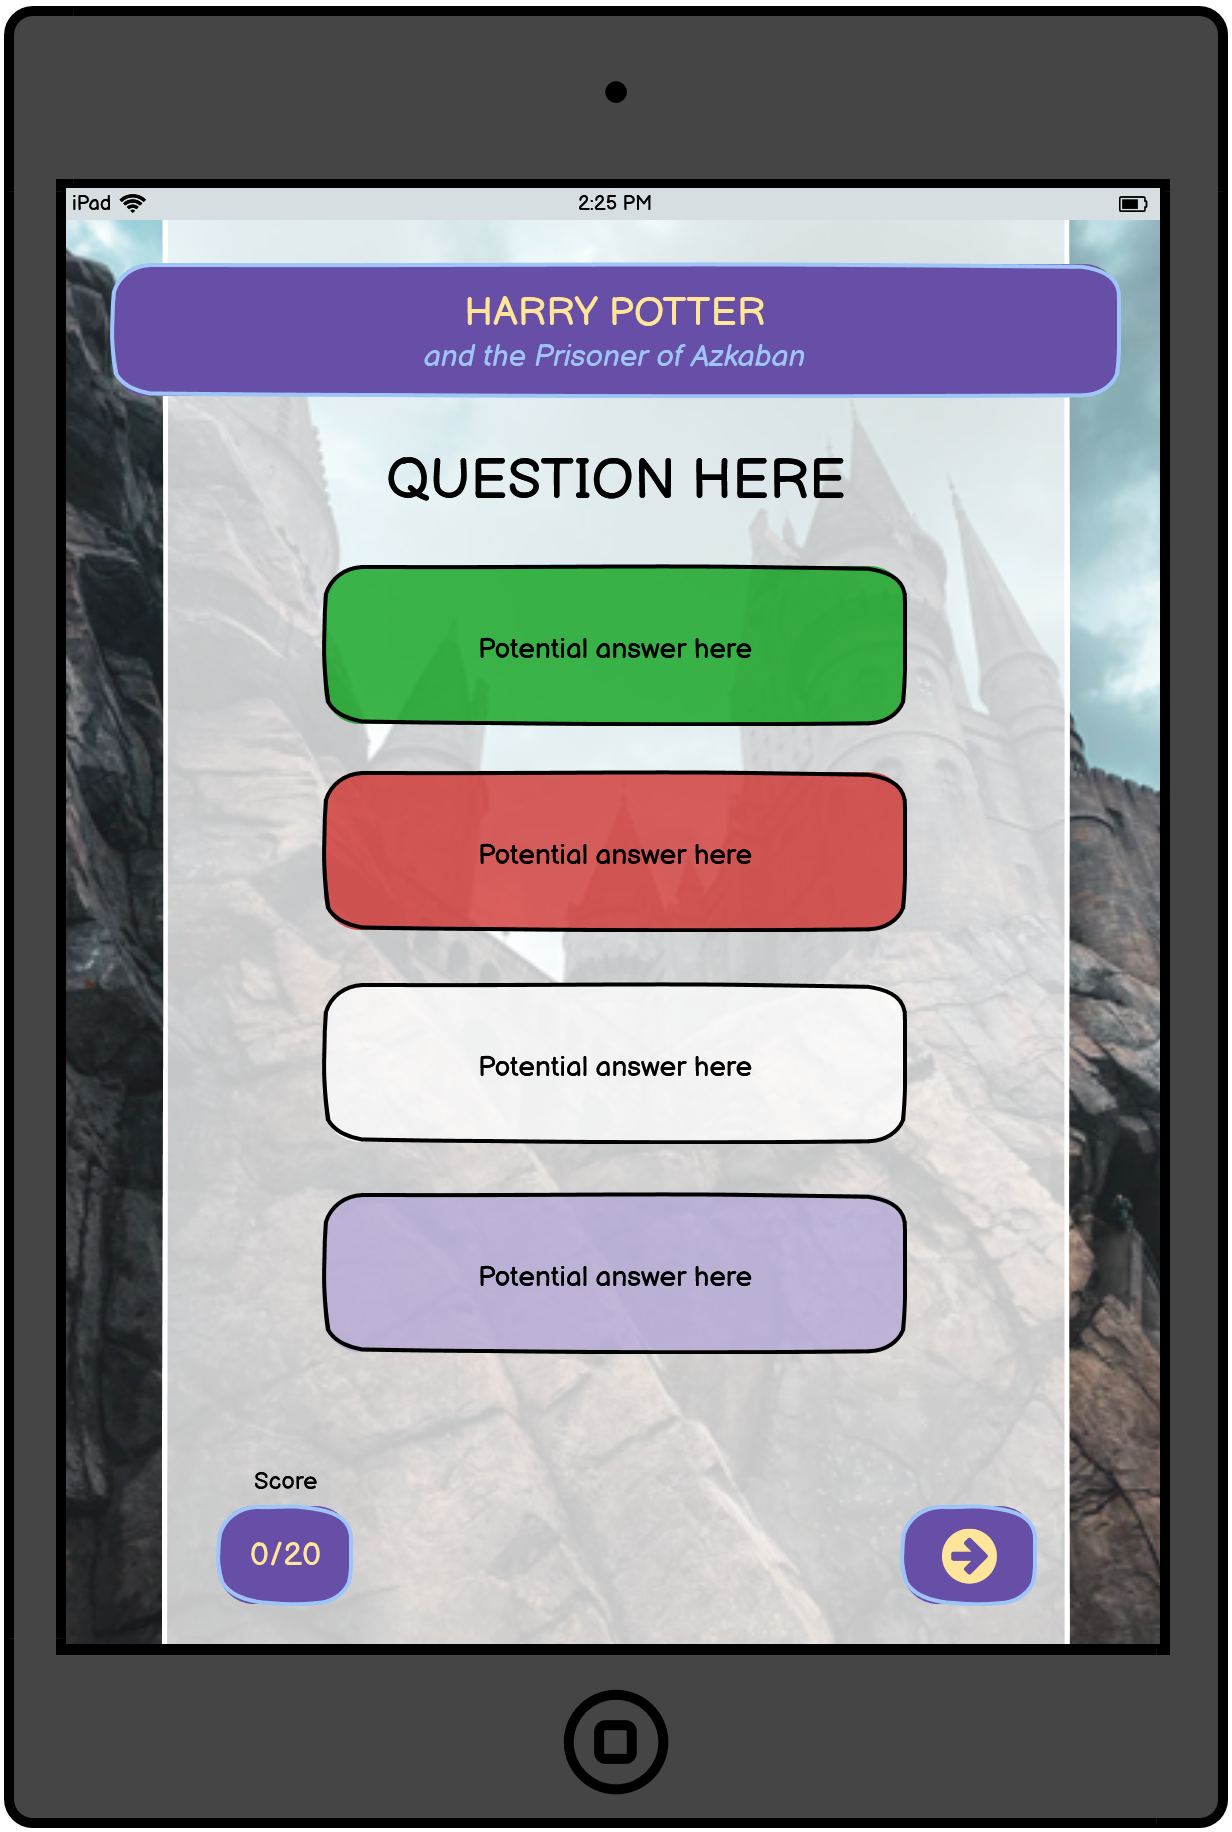 iPad
2:25 PM
HARRY POTTER
and the Prisoner of Azkaban
QUESTION HERE
Potential answer here
Potential answer here
Potential answer here
Potential answer here
Score
0/20